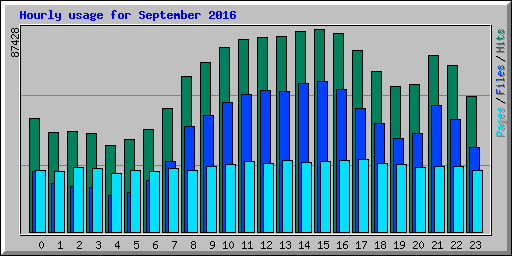 Hourly usage for September 2016
87428
Pages/Files/Hits
0 1 2 3 4 5 6 7 8 9 10 11 12 13 14 15 16 17 18 19 20 21 22 23